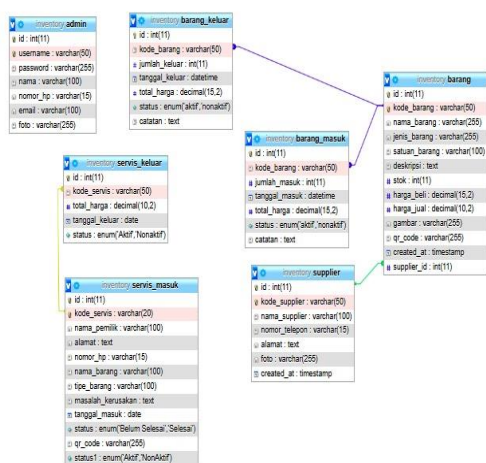 inventory admin
id : int(11)
username : varchar(50)
password : varchar(255)
nama : varchar(100)
nomor_hp : varchar(15)
email : varchar(100)
foto : varchar(255)
inventory barang_keluar
id : int(11)
kode_barang : varchar(50)
jumlah_keluar : int(11)
tanggal_keluar : datetime
total_harga : decimal(15,2)
status : enum('aktif','nonaktif')
catatan : text
inventory barang
id : int(11)
kode_barang : varchar(50)
nama_barang : varchar(255)
jenis_barang : varchar(255)
satuan_barang : varchar(100)
deskripsi : text
stok : int(11)
harga_beli : decimal(15,2)
harga_jual : decimal(10,2)
gambar : varchar(255)
qr_code : varchar(255)
created_at : timestamp
supplier_id : int(11)
inventory barang_masuk
id : int(11)
kode_barang : varchar(50)
jumlah_masuk : int(11)
tanggal_masuk : datetime
total_harga : decimal(15,2)
status : enum('aktif','nonaktif')
catatan : text
inventory servis_keluar
id : int(11)
kode_servis : varchar(50)
total_harga : decimal(10,2)
tanggal_keluar : date
status : enum('Aktif','Nonaktif')
inventory supplier
id : int(11)
kode_supplier : varchar(50)
nama_supplier : varchar(100)
nomor_telepon : varchar(15)
alamat : text
foto : varchar(255)
created_at : timestamp
inventory servis_masuk
id : int(11)
kode_servis : varchar(20)
nama_pemilik : varchar(100)
alamat : text
nomor_hp : varchar(15)
nama_barang : varchar(100)
tipe_barang : varchar(100)
masalah_kerusakan : text
tanggal_masuk : date
status : enum('Belum Selesai','Selesai')
qr_code : varchar(255)
status1 : enum('Aktif','NonAktif')